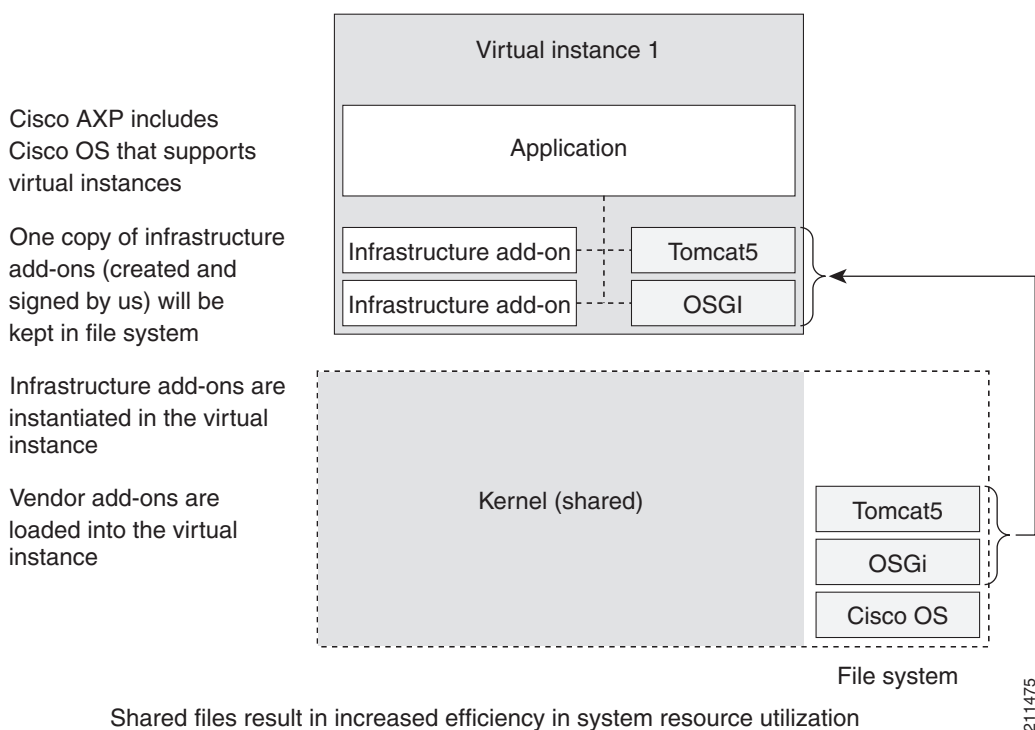 Virtual instance 1
Cisco AXP includes
Cisco OS that supports
virtual instances
Application
One copy of infrastructure
add-ons (created and
signed by us) will be
kept in file system
Infrastructure add-on
Tomcat5
Infrastructure add-on
OSGI
Infrastructure add-ons are
instantiated in the virtual
instance
Vendor add-ons are
loaded into the virtual
instance
Kernel (shared)
Tomcat5
OSGi
Cisco OS
File system
Shared files result in increased efficiency in system resource utilization
211475